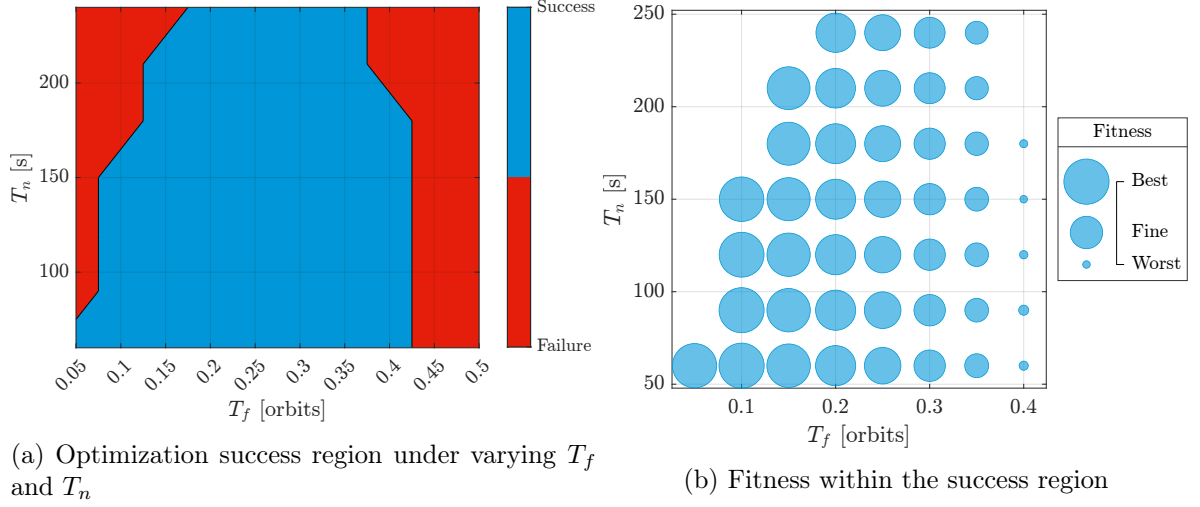 Success
Failure
200
150
100
T_n [s]
0.05
0.1
0.15
0.2
0.25
0.3
0.35
0.4
0.45
0.5
T_f [orbits]
(a) Optimization success region under varying T_f
and T_n
250
200
150
100
50
T_n [s]
0.1
0.2
0.3
0.4
T_f [orbits]
Fitness
Best
Fine
Worst
(b) Fitness within the success region